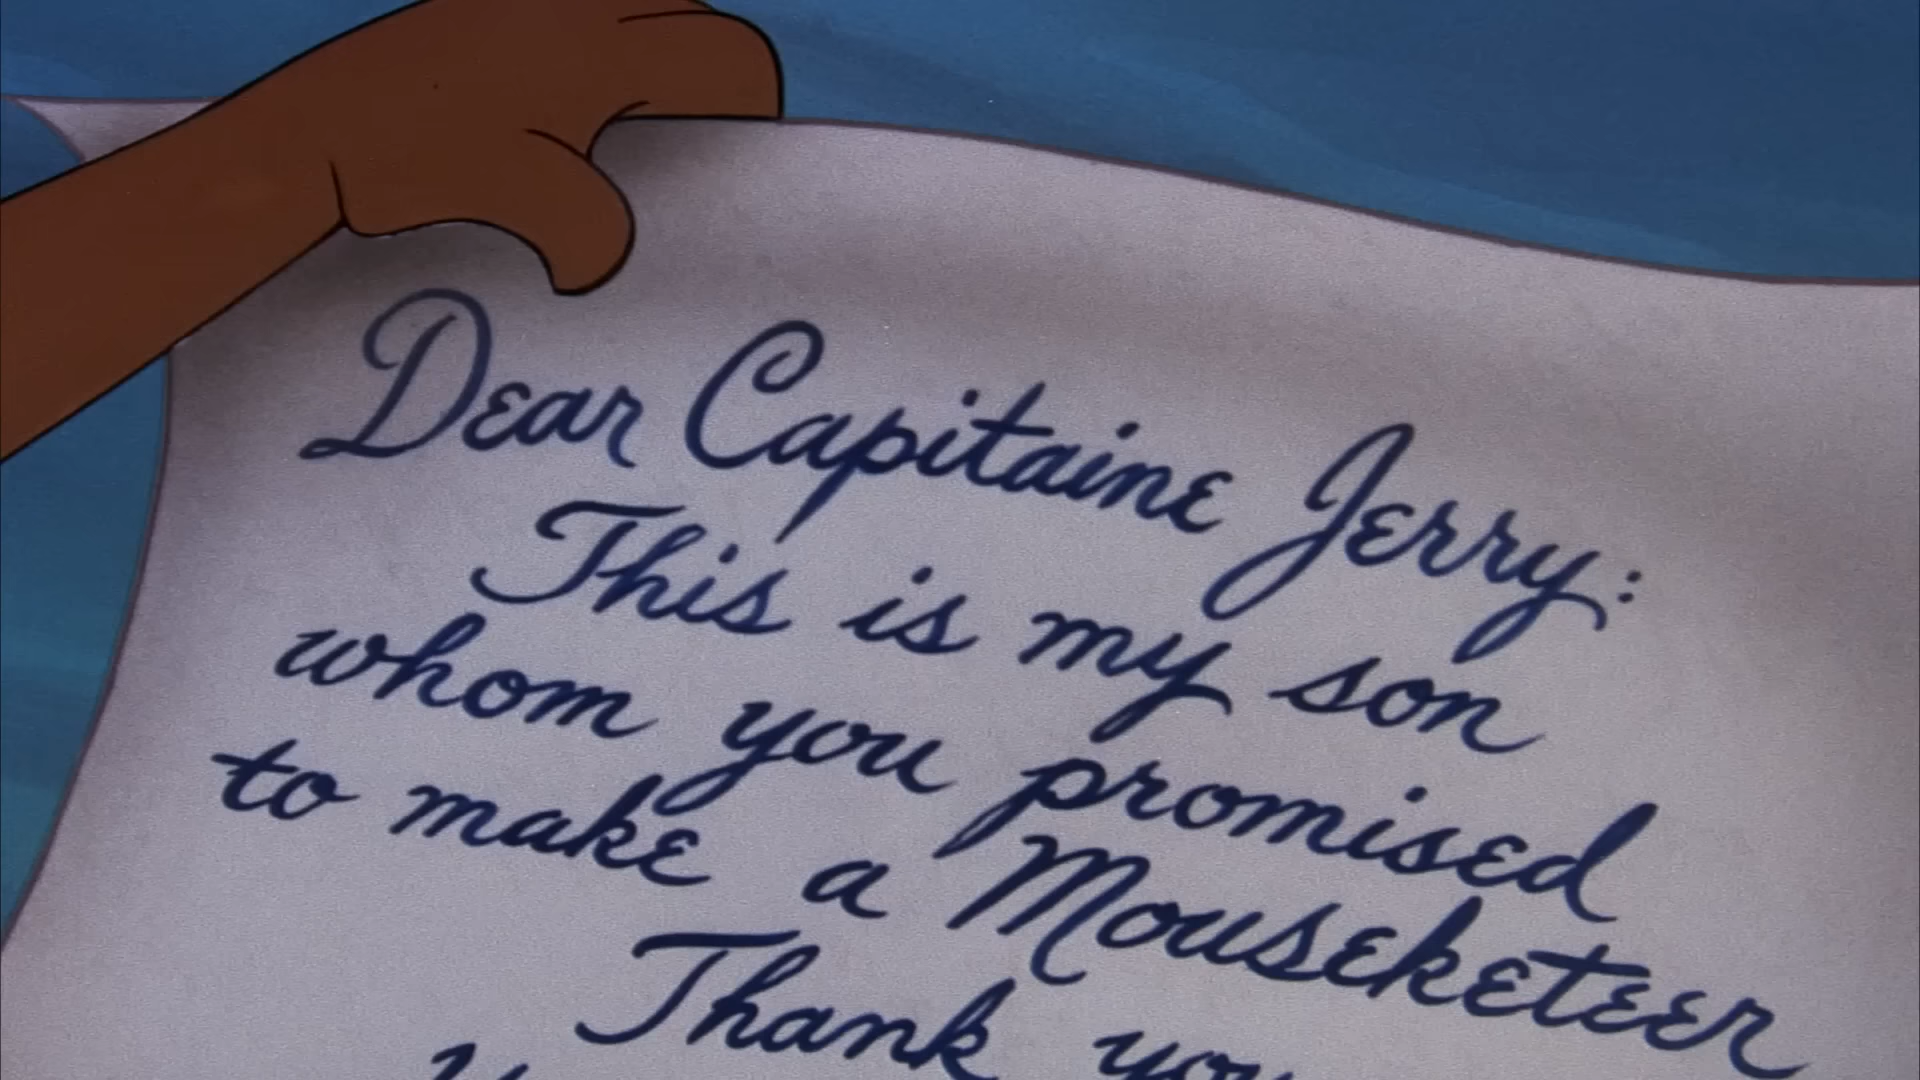 Dear Capitaine Jerry:
This is my son
whom you promised
to make a Mouseketeer
Thank